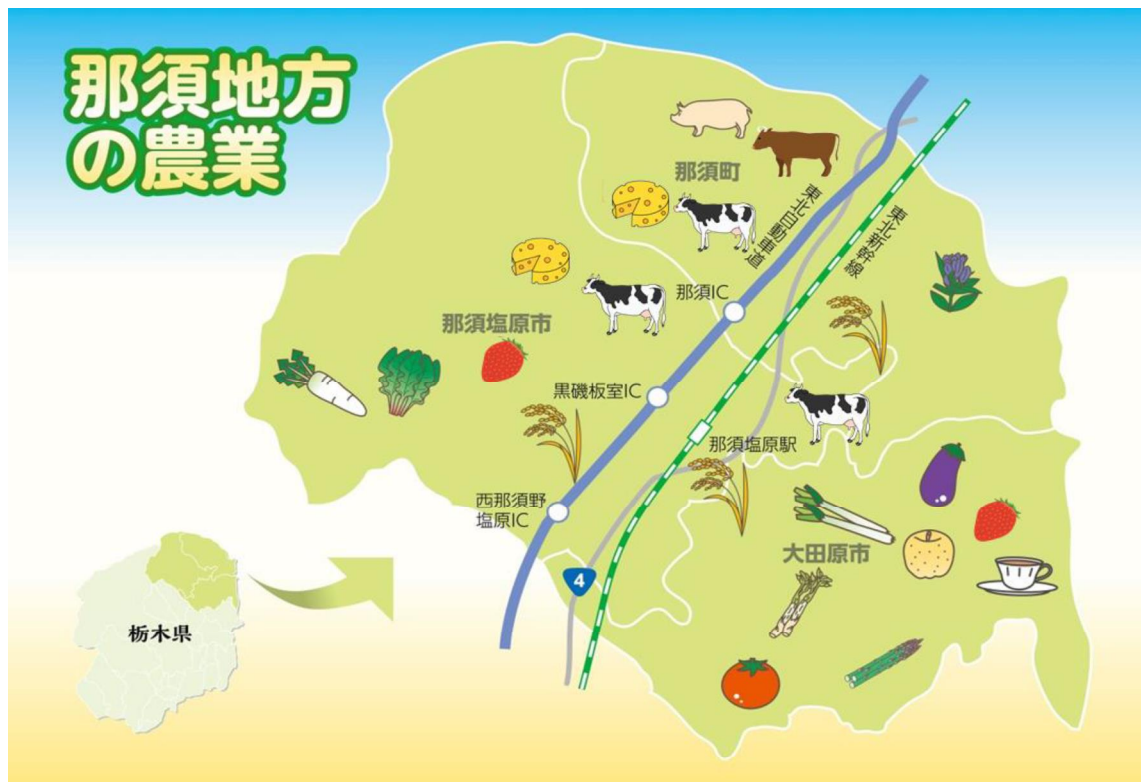 那須地方
の農業
那須町
東北自動車道
東北新幹線
那須IC
那須塩原市
黒磯板室IC
那須塩原駅
西那須野
塩原IC
大田原市
4
栃木県